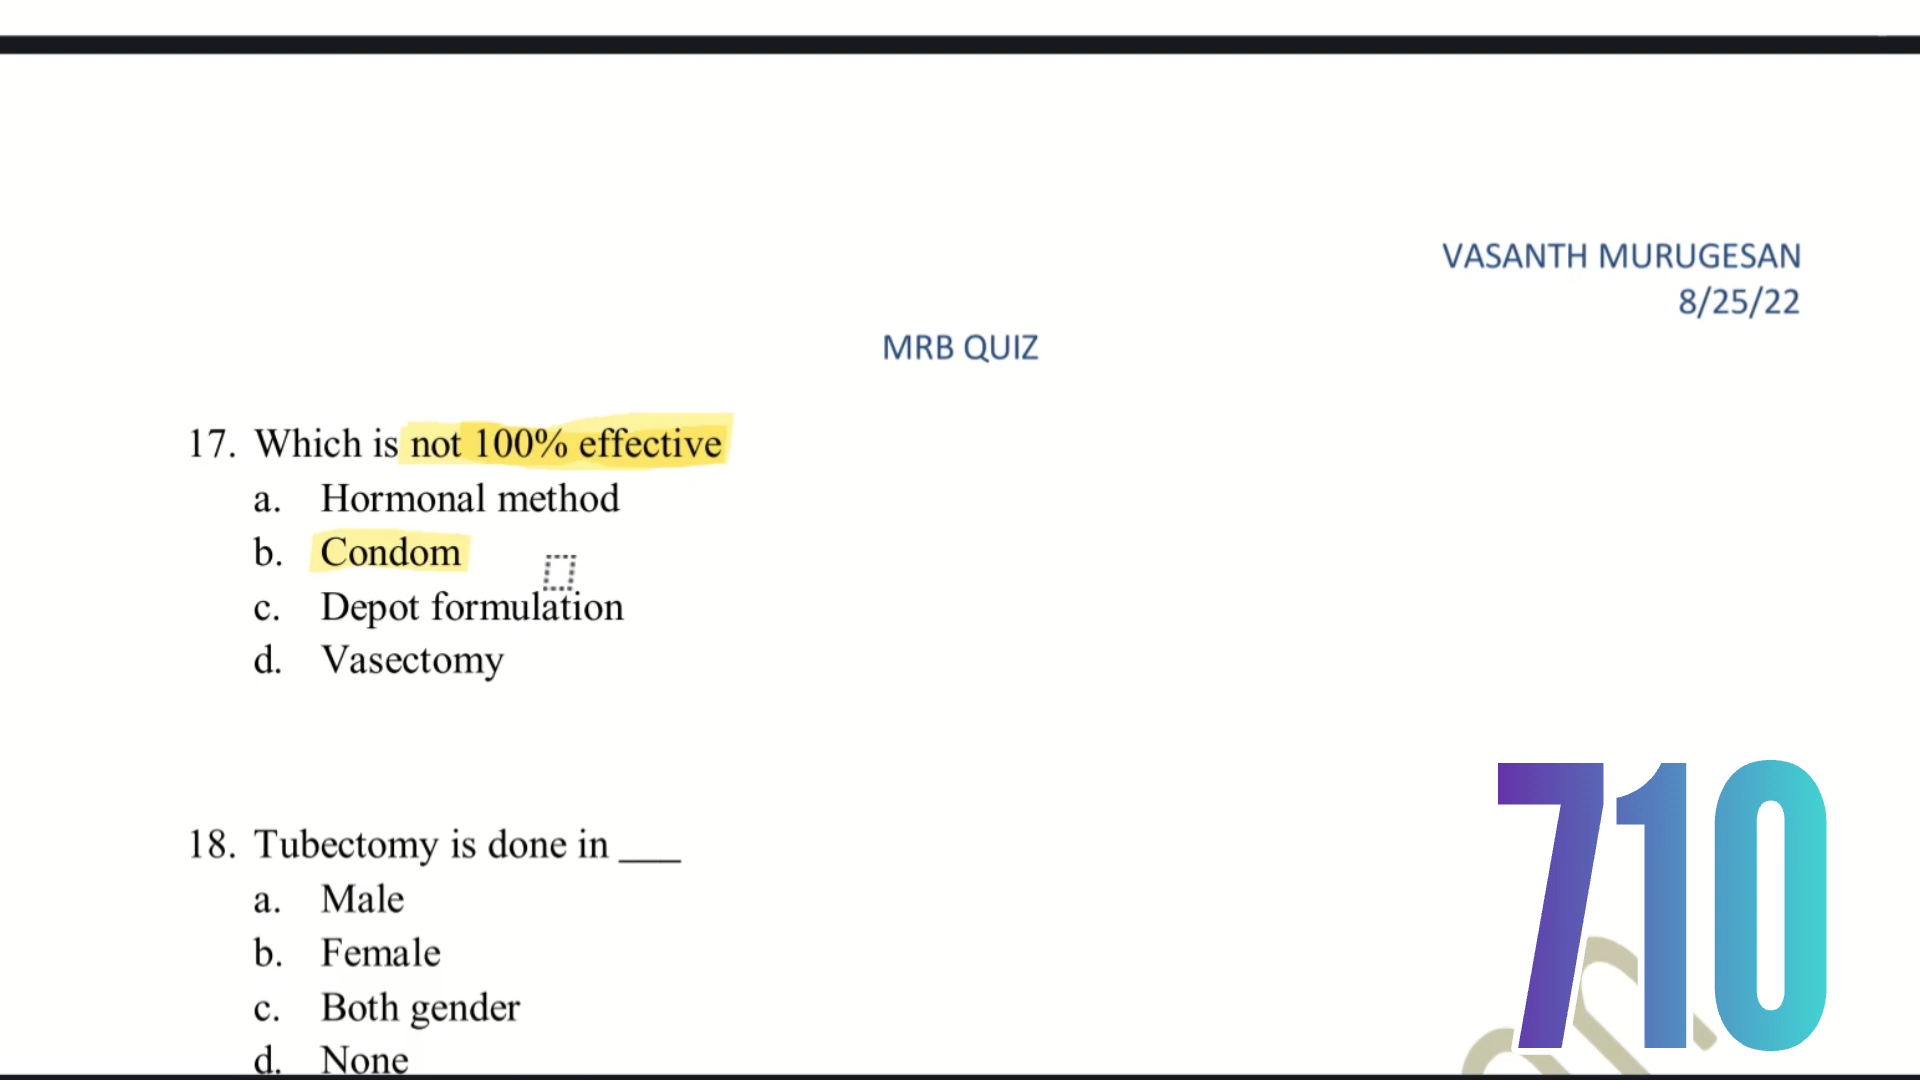 VASANTH MURUGESAN
8/25/22
MRB QUIZ
17. Which is not 100% effective
a. Hormonal method
b. Condom
c. Depot formulation
d. Vasectomy
18. Tubectomy is done in ___
a. Male
b. Female
c. Both gender
d. None
710